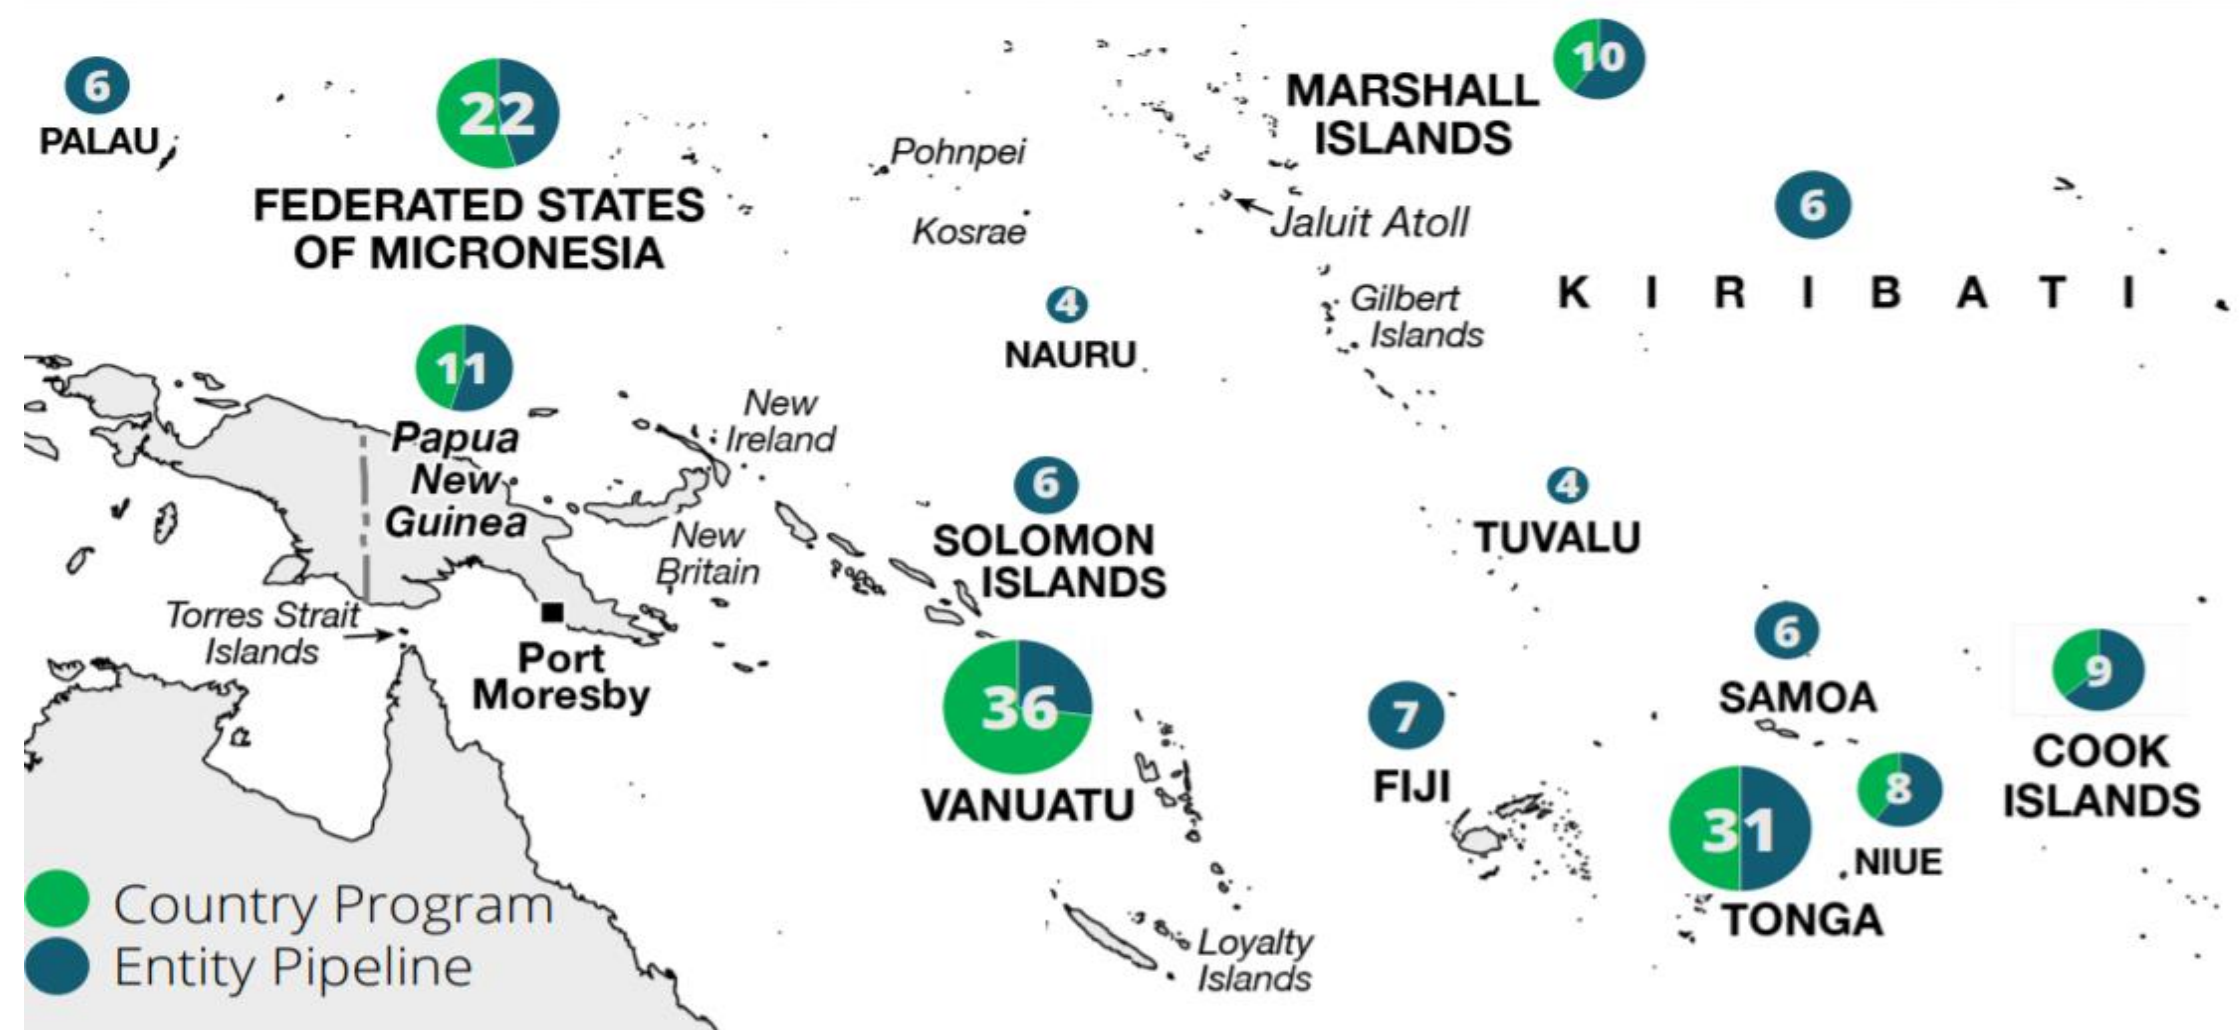 10
6
22
MARSHALL
ISLANDS
PALAU
Pohnpei
6
FEDERATED STATES
OF MICRONESIA
Kosrae
Jaluit Atoll
4
Gilbert
Islands
K I R I B A T I
11
NAURU
New
Ireland
Papua
New
Guinea
6
4
SOLOMON
ISLANDS
TUVALU
New
Britain
Torres Strait
Islands
Port
Moresby
6
9
36
7
SAMOA
COOK
ISLANDS
VANUATU
FIJI
31
8
NIUE
TONGA
Country Program
Entity Pipeline
Loyalty
Islands